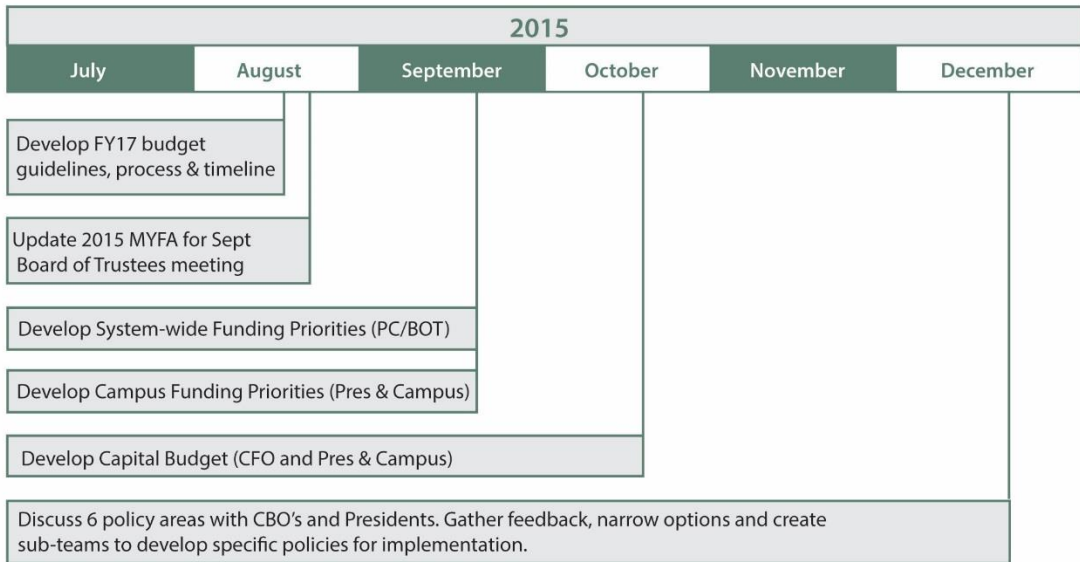 2015
July August September October November December
Develop FY17 budget
guidelines, process & timeline
Update 2015 MYFA for Sept
Board of Trustees meeting
Develop System-wide Funding Priorities (PC/BOT)
Develop Campus Funding Priorities (Pres & Campus)
Develop Capital Budget (CFO and Pres & Campus)
Discuss 6 policy areas with CBO's and Presidents. Gather feedback, narrow options and create
sub-teams to develop specific policies for implementation.